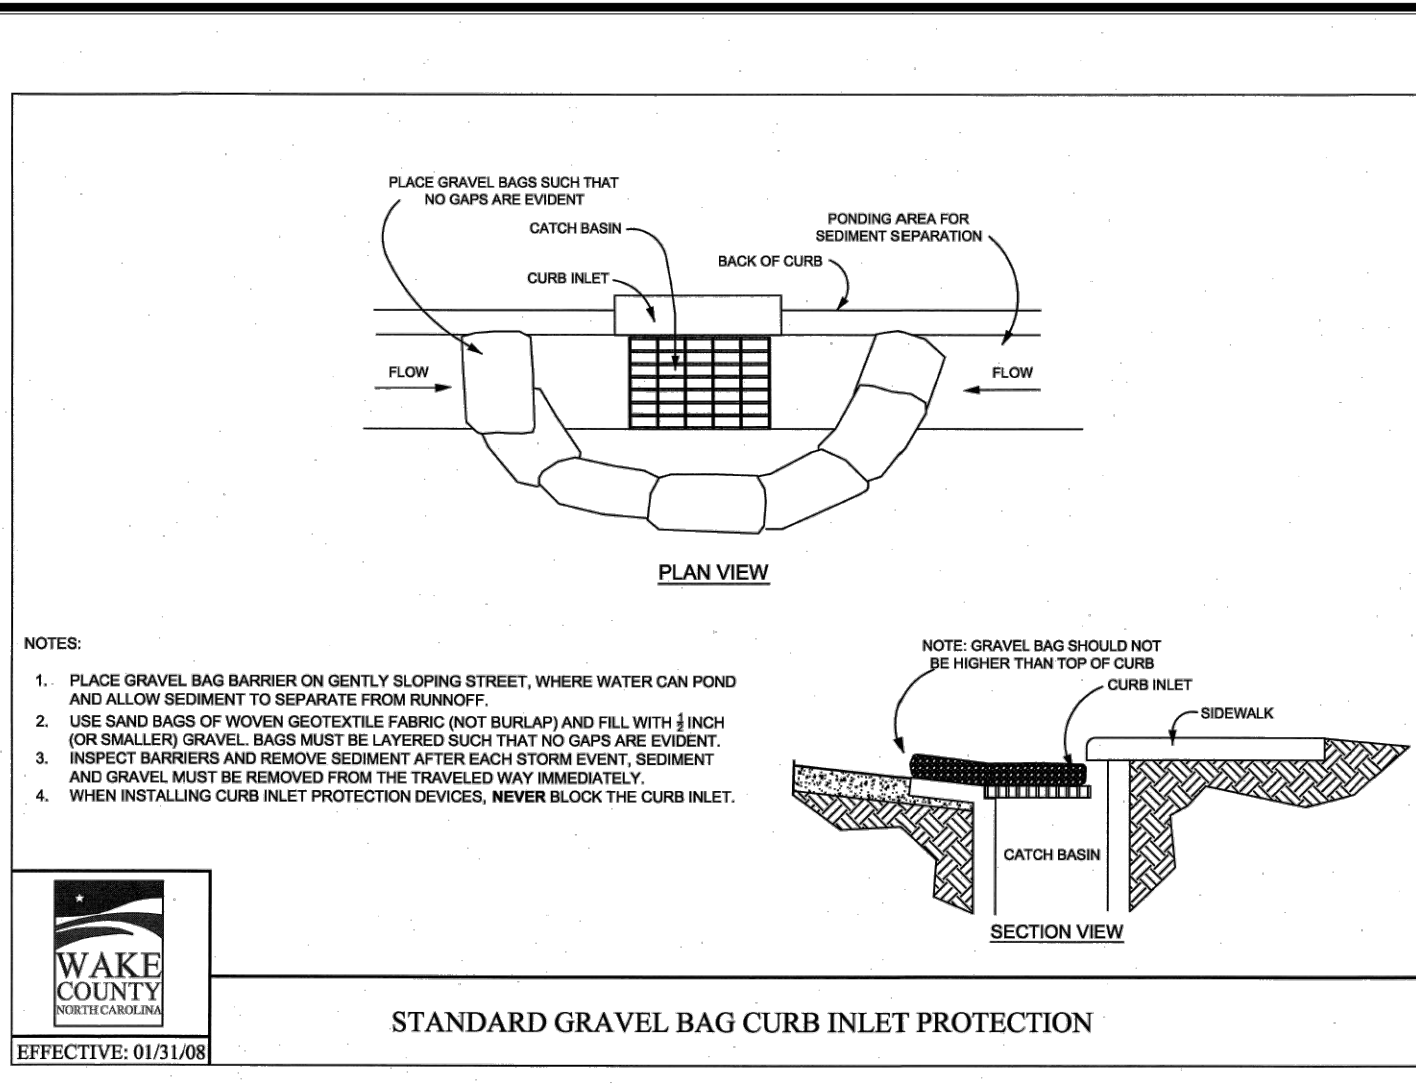 PLACE GRAVEL BAGS SUCH THAT
NO GAPS ARE EVIDENT
CATCH BASIN
PONDING AREA FOR
SEDIMENT SEPARATION
BACK OF CURB
CURB INLET
FLOW
FLOW
PLAN VIEW
NOTES:
1. PLACE GRAVEL BAG BARRIER ON GENTLY SLOPING STREET, WHERE WATER CAN POND
AND ALLOW SEDIMENT TO SEPARATE FROM RUNNOFF.
2. USE SAND BAGS OF WOVEN GEOTEXTILE FABRIC (NOT BURLAP) AND FILL WITH ½ INCH
(OR SMALLER) GRAVEL. BAGS MUST BE LAYERED SUCH THAT NO GAPS ARE EVIDENT.
3. INSPECT BARRIERS AND REMOVE SEDIMENT AFTER EACH STORM EVENT, SEDIMENT
AND GRAVEL MUST BE REMOVED FROM THE TRAVELED WAY IMMEDIATELY.
4. WHEN INSTALLING CURB INLET PROTECTION DEVICES, NEVER BLOCK THE CURB INLET.
NOTE: GRAVEL BAG SHOULD NOT
BE HIGHER THAN TOP OF CURB
CURB INLET
SIDEWALK
CATCH BASIN
SECTION VIEW
WAKE
COUNTY
NORTH CAROLINA
EFFECTIVE: 01/31/08
STANDARD GRAVEL BAG CURB INLET PROTECTION